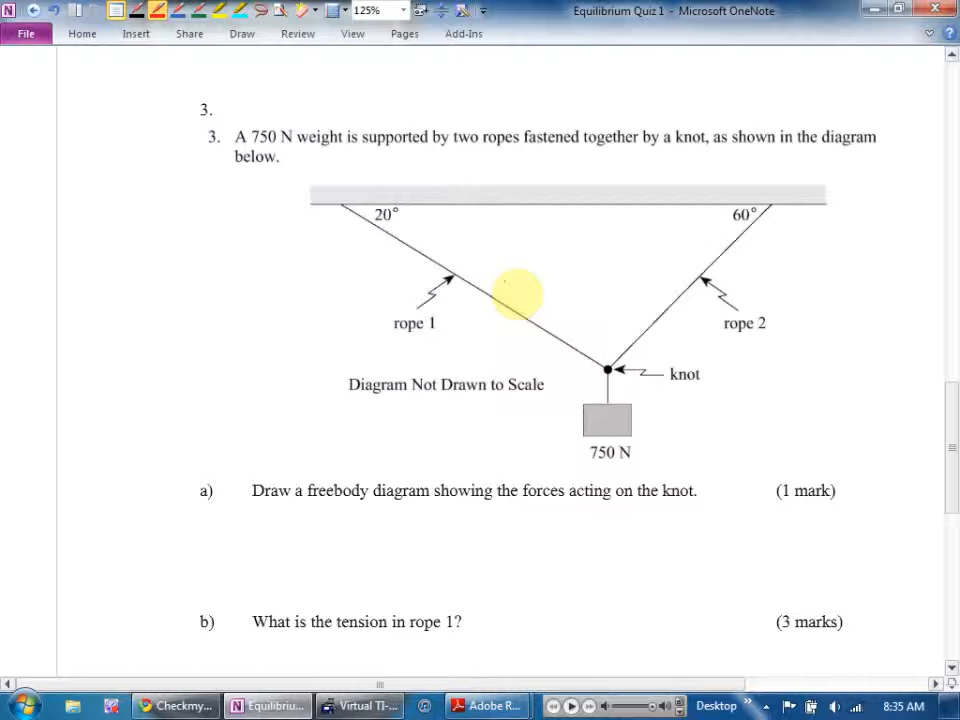 125%
Equilibrium Quiz 1 - Microsoft OneNote
File Home Insert Share Draw Review View Pages Add-Ins
3.
3. A 750 N weight is supported by two ropes fastened together by a knot, as shown in the diagram
below.
20° 60°
rope 1 rope 2
knot
Diagram Not Drawn to Scale
750 N
a) Draw a freebody diagram showing the forces acting on the knot. (1 mark)
b) What is the tension in rope 1? (3 marks)
Checkmy... Equilibriu... Virtual TI-... Adobe R... Desktop 8:35 AM